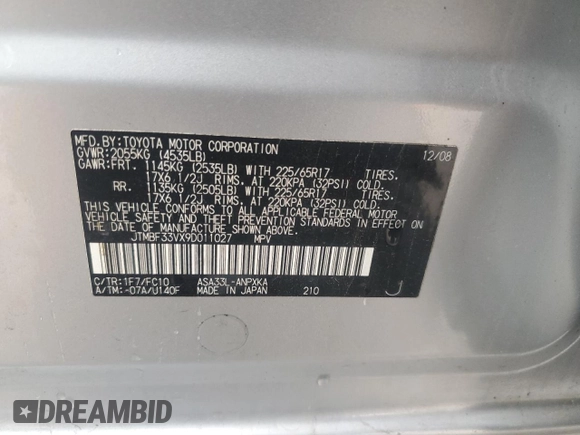 MFD.BY:TOYOTA MOTOR CORPORATION 12/08
GVWR:2055KG (4535LB)
GAWR:FRT. 1145KG (2535LB) WITH 225/65R17 TIRES.
17X6 1/2J RIMS. AT 220KPA (32PSI) COLD.
RR. 1135KG (2505LB) WITH 225/65R17 TIRES.
17X6 1/2J RIMS. AT 220KPA (32PSI) COLD.
THIS VEHICLE CONFORMS TO ALL APPLICABLE FEDERAL MOTOR
VEHICLE SAFETY AND THEFT PREVENTION STANDARDS IN EFFECT
ON THE DATE OF MANUFACTURE SHOWN ABOVE.
JTMBF33VX9D011027 MPV
C/TR:1F7/FC10 ASA33L-ANPXKA
A/TM:-07A/U140F MADE IN JAPAN 210
DREAMBID